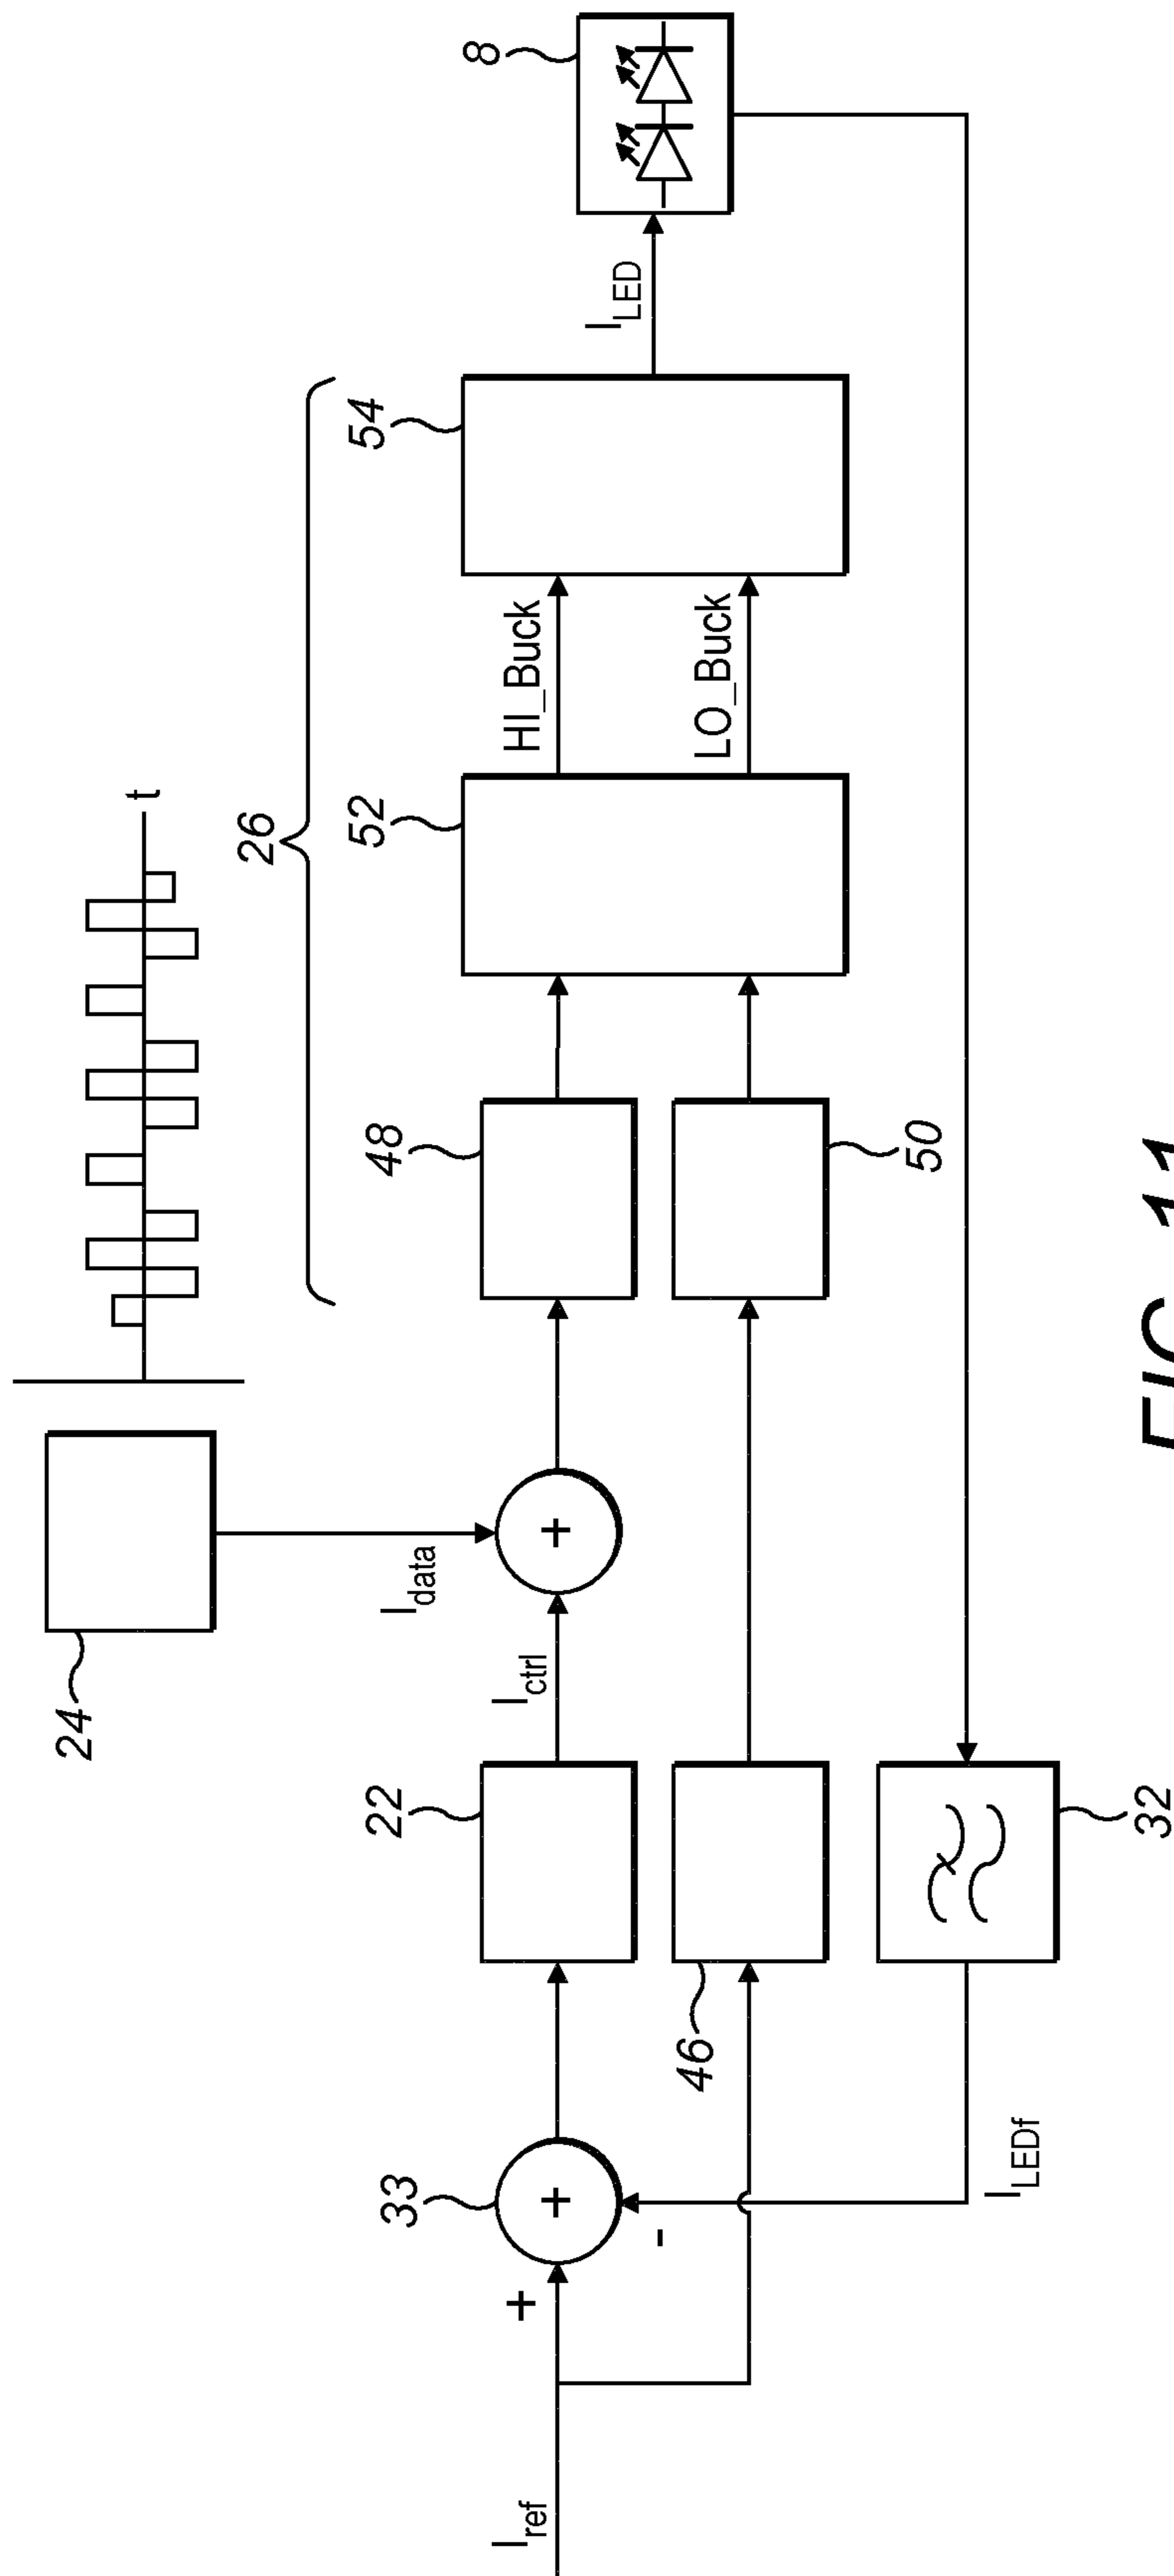 24
t
26
I_data
33
22
48
52
54
8
I_ref
+
+
I_ctrl
+
HI_Buck
I_LED
-
46
50
LO_Buck
I_LEDf
32
FIG. 11